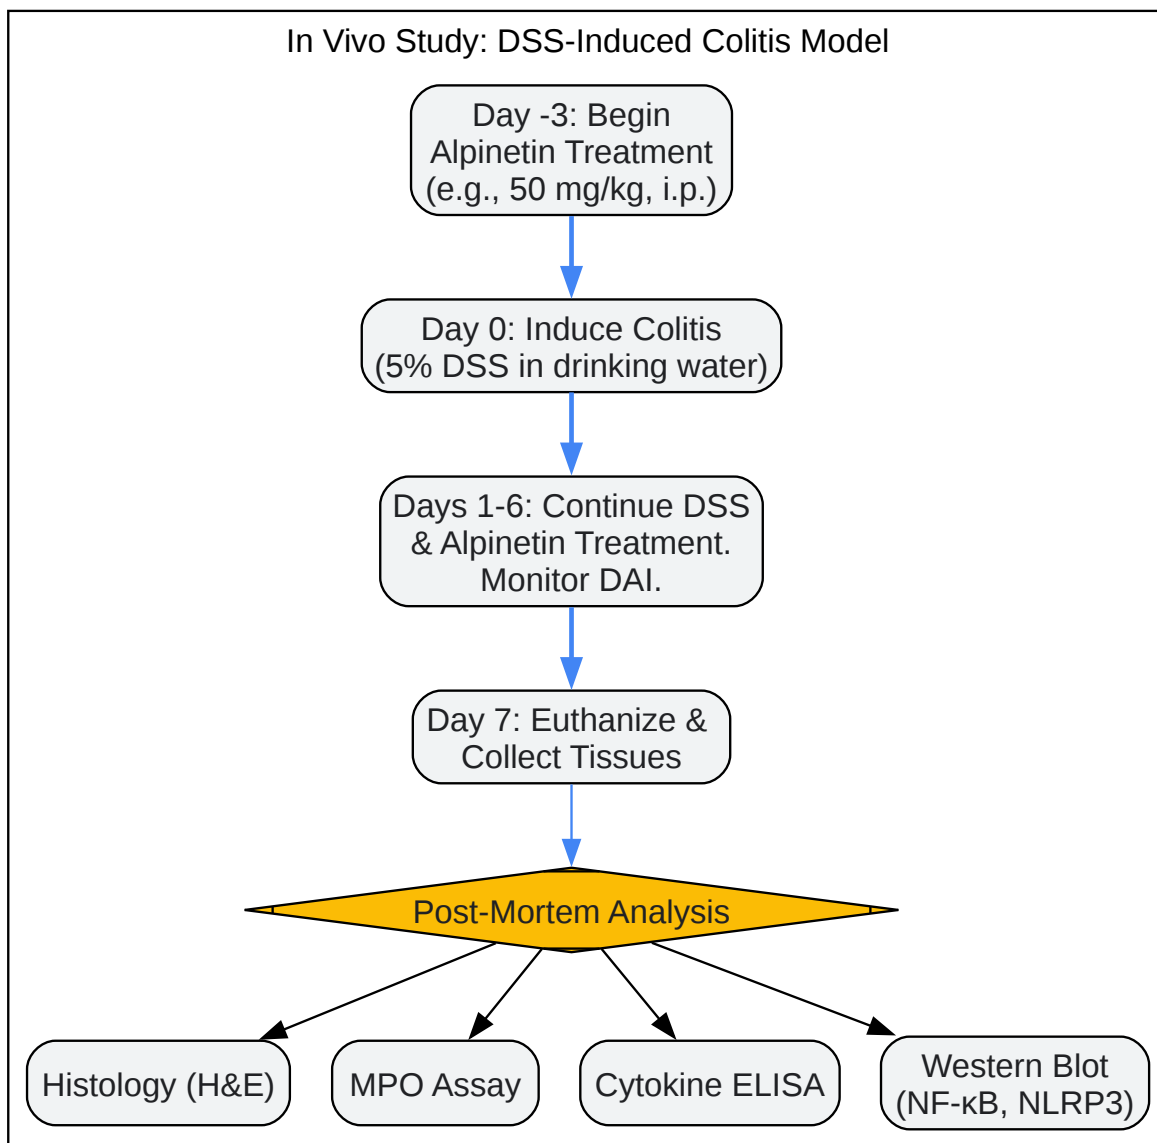 In Vivo Study: DSS-Induced Colitis Model
Day -3: Begin
Alpinetin Treatment
(e.g., 50 mg/kg, i.p.)
Day 0: Induce Colitis
(5% DSS in drinking water)
Days 1-6: Continue DSS
& Alpinetin Treatment.
Monitor DAI.
Day 7: Euthanize &
Collect Tissues
Post-Mortem Analysis
Histology (H&E)
MPO Assay
Cytokine ELISA
Western Blot
(NF-κB, NLRP3)